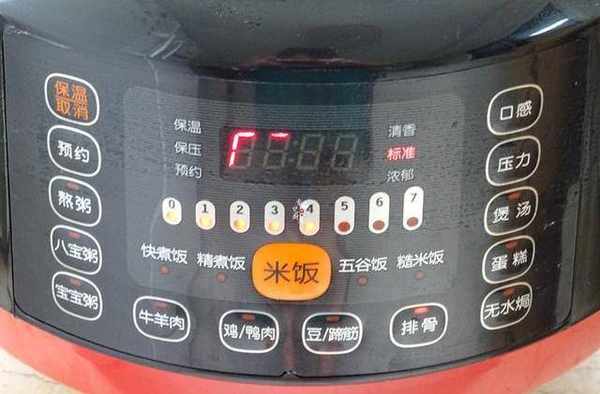 保温
取消
预约
熬粥
八宝粥
宝宝粥
保温
保压
预约
清香
标准
浓郁
0 1 2 3 4 5 6 7
快煮饭 精煮饭 米饭 五谷饭 糙米饭
牛羊肉 鸡/鸭肉 豆/蹄筋 排骨
口感
压力
煲汤
蛋糕
无水焗